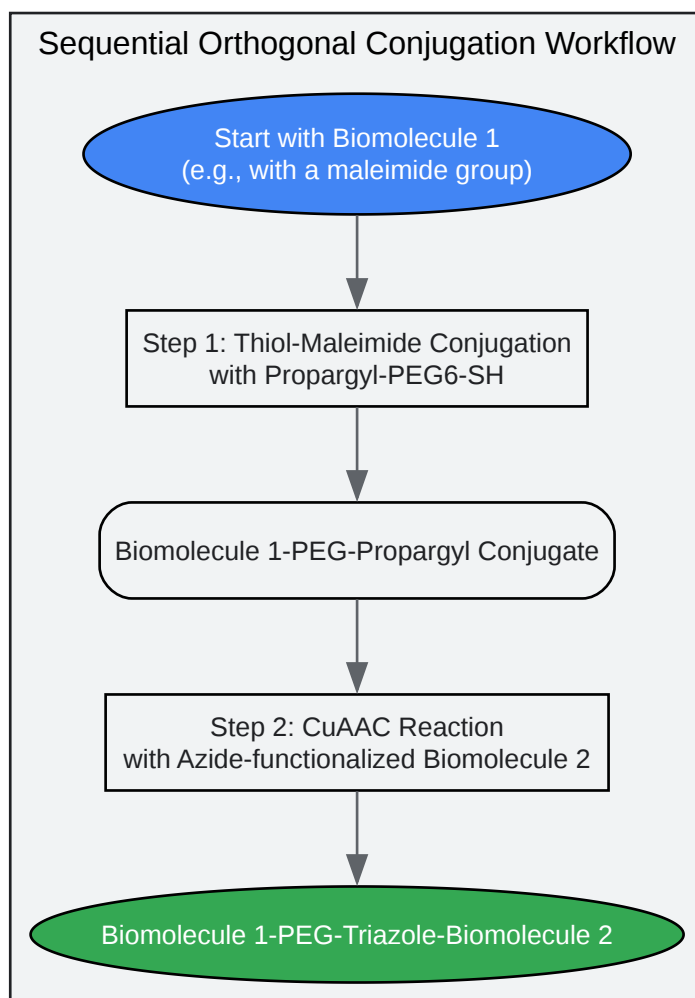 Sequential Orthogonal Conjugation Workflow
Start with Biomolecule 1
(e.g., with a maleimide group)
Step 1: Thiol-Maleimide Conjugation
with Propargyl-PEG6-SH
Biomolecule 1-PEG-Propargyl Conjugate
Step 2: CuAAC Reaction
with Azide-functionalized Biomolecule 2
Biomolecule 1-PEG-Triazole-Biomolecule 2